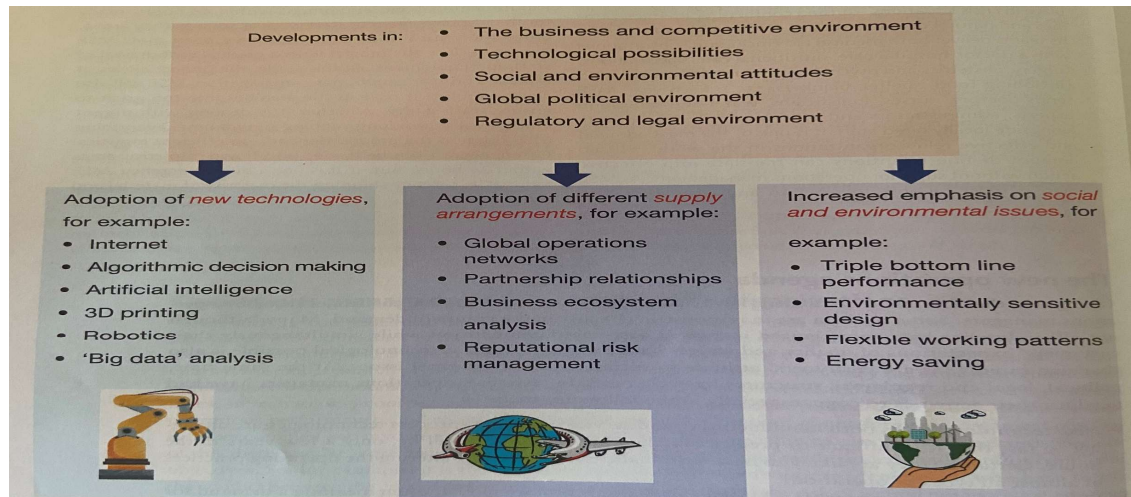 Developments in:
• The business and competitive environment
• Technological possibilities
• Social and environmental attitudes
• Global political environment
• Regulatory and legal environment
Adoption of new technologies,
for example:
• Internet
• Algorithmic decision making
• Artificial intelligence
• 3D printing
• Robotics
• ‘Big data’ analysis
Adoption of different supply
arrangements, for example:
• Global operations
networks
• Partnership relationships
• Business ecosystem
analysis
• Reputational risk
management
Increased emphasis on social
and environmental issues, for
example:
• Triple bottom line
performance
• Environmentally sensitive
design
• Flexible working patterns
• Energy saving